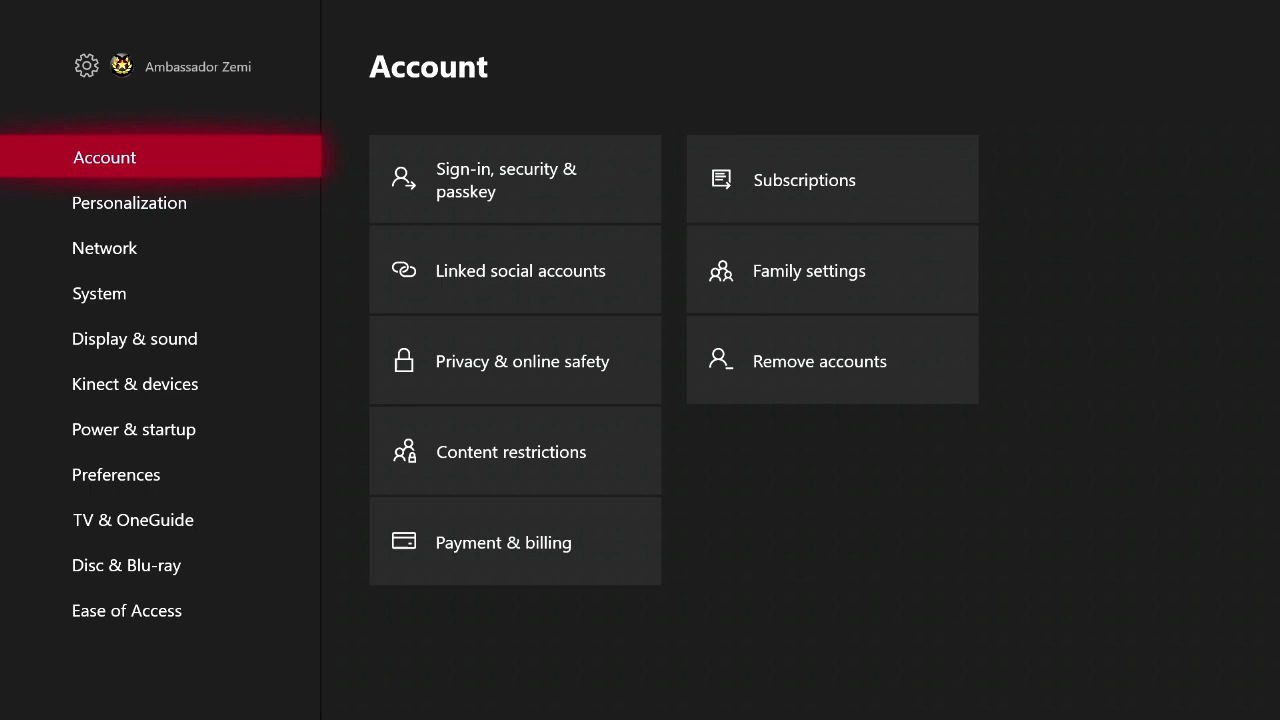 Ambassador Zemi
Account
Personalization
Network
System
Display & sound
Kinect & devices
Power & startup
Preferences
TV & OneGuide
Disc & Blu-ray
Ease of Access
Account
Sign-in, security &
passkey
Linked social accounts
Privacy & online safety
Content restrictions
Payment & billing
Subscriptions
Family settings
Remove accounts